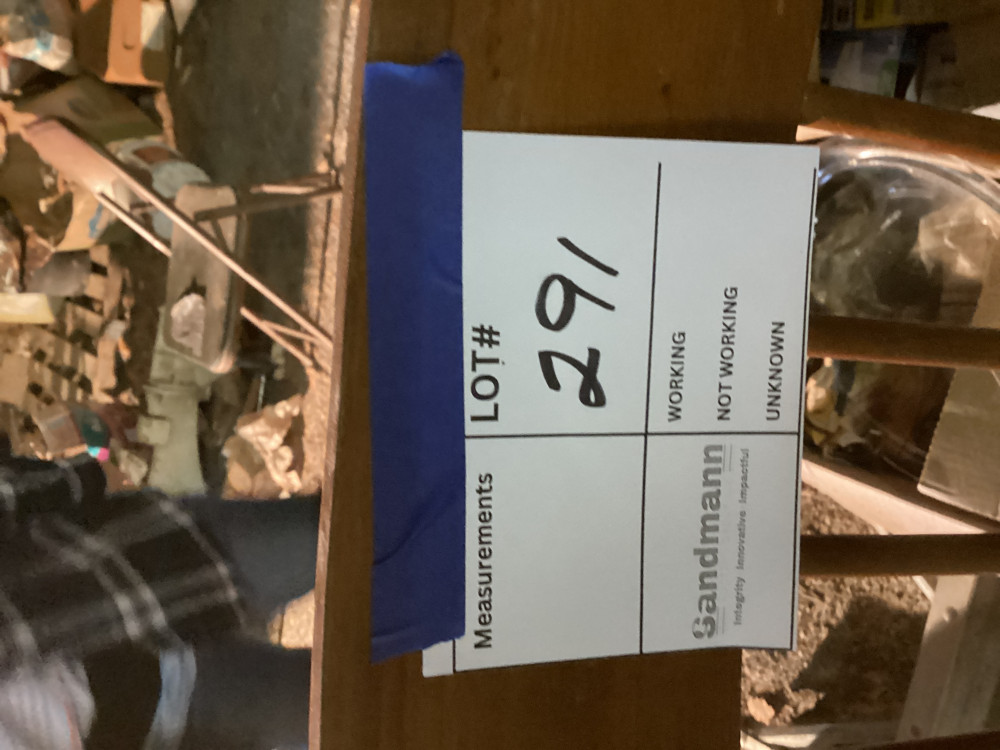 Measurements
LOT#
291
Sandmann
Integrity Innovative Impactful
WORKING
NOT WORKING
UNKNOWN